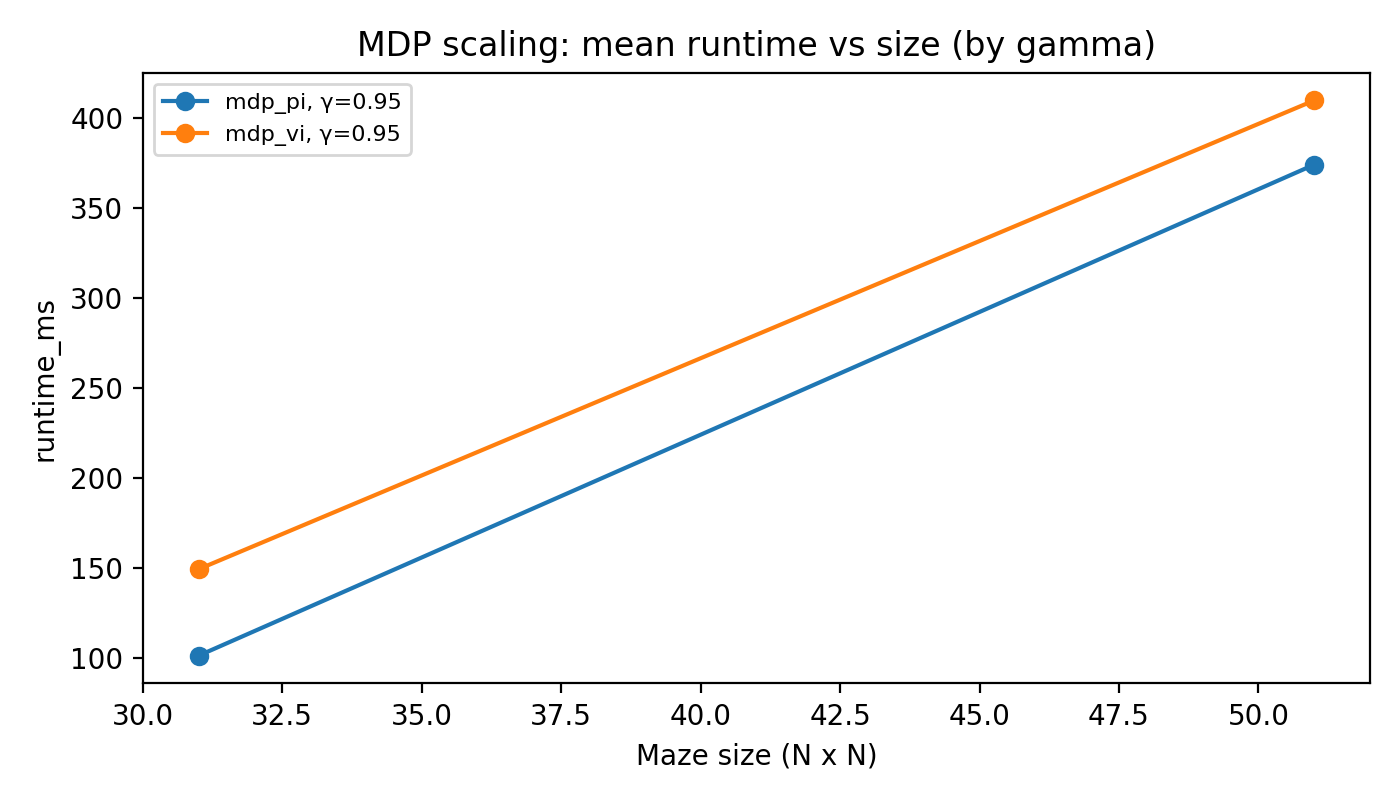 MDP scaling: mean runtime vs size (by gamma)
mdp_pi, γ=0.95
mdp_vi, γ=0.95
400
350
300
250
200
150
100
runtime_ms
30.0 32.5 35.0 37.5 40.0 42.5 45.0 47.5 50.0
Maze size (N x N)